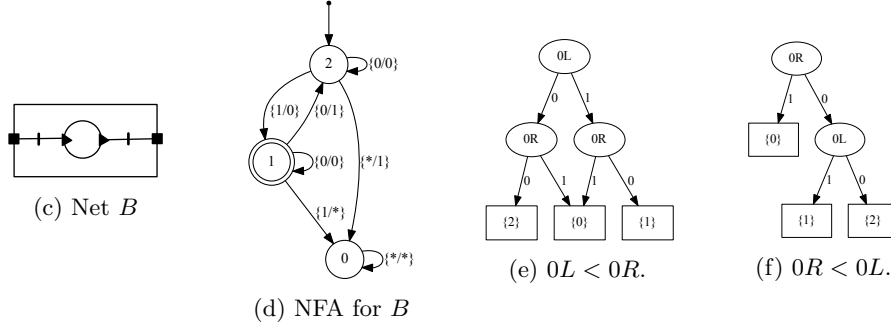 (c) Net B
2
{0/0}
{1/0}
{0/1}
1
{0/0}
{*/1}
{1/*}
0
{*/*}
(d) NFA for B
0L
0
1
0R
0R
0
1
1
0
{2}
{0}
{1}
(e) 0L < 0R.
0R
1
0
{0}
0L
1
0
{1}
{2}
(f) 0R < 0L.